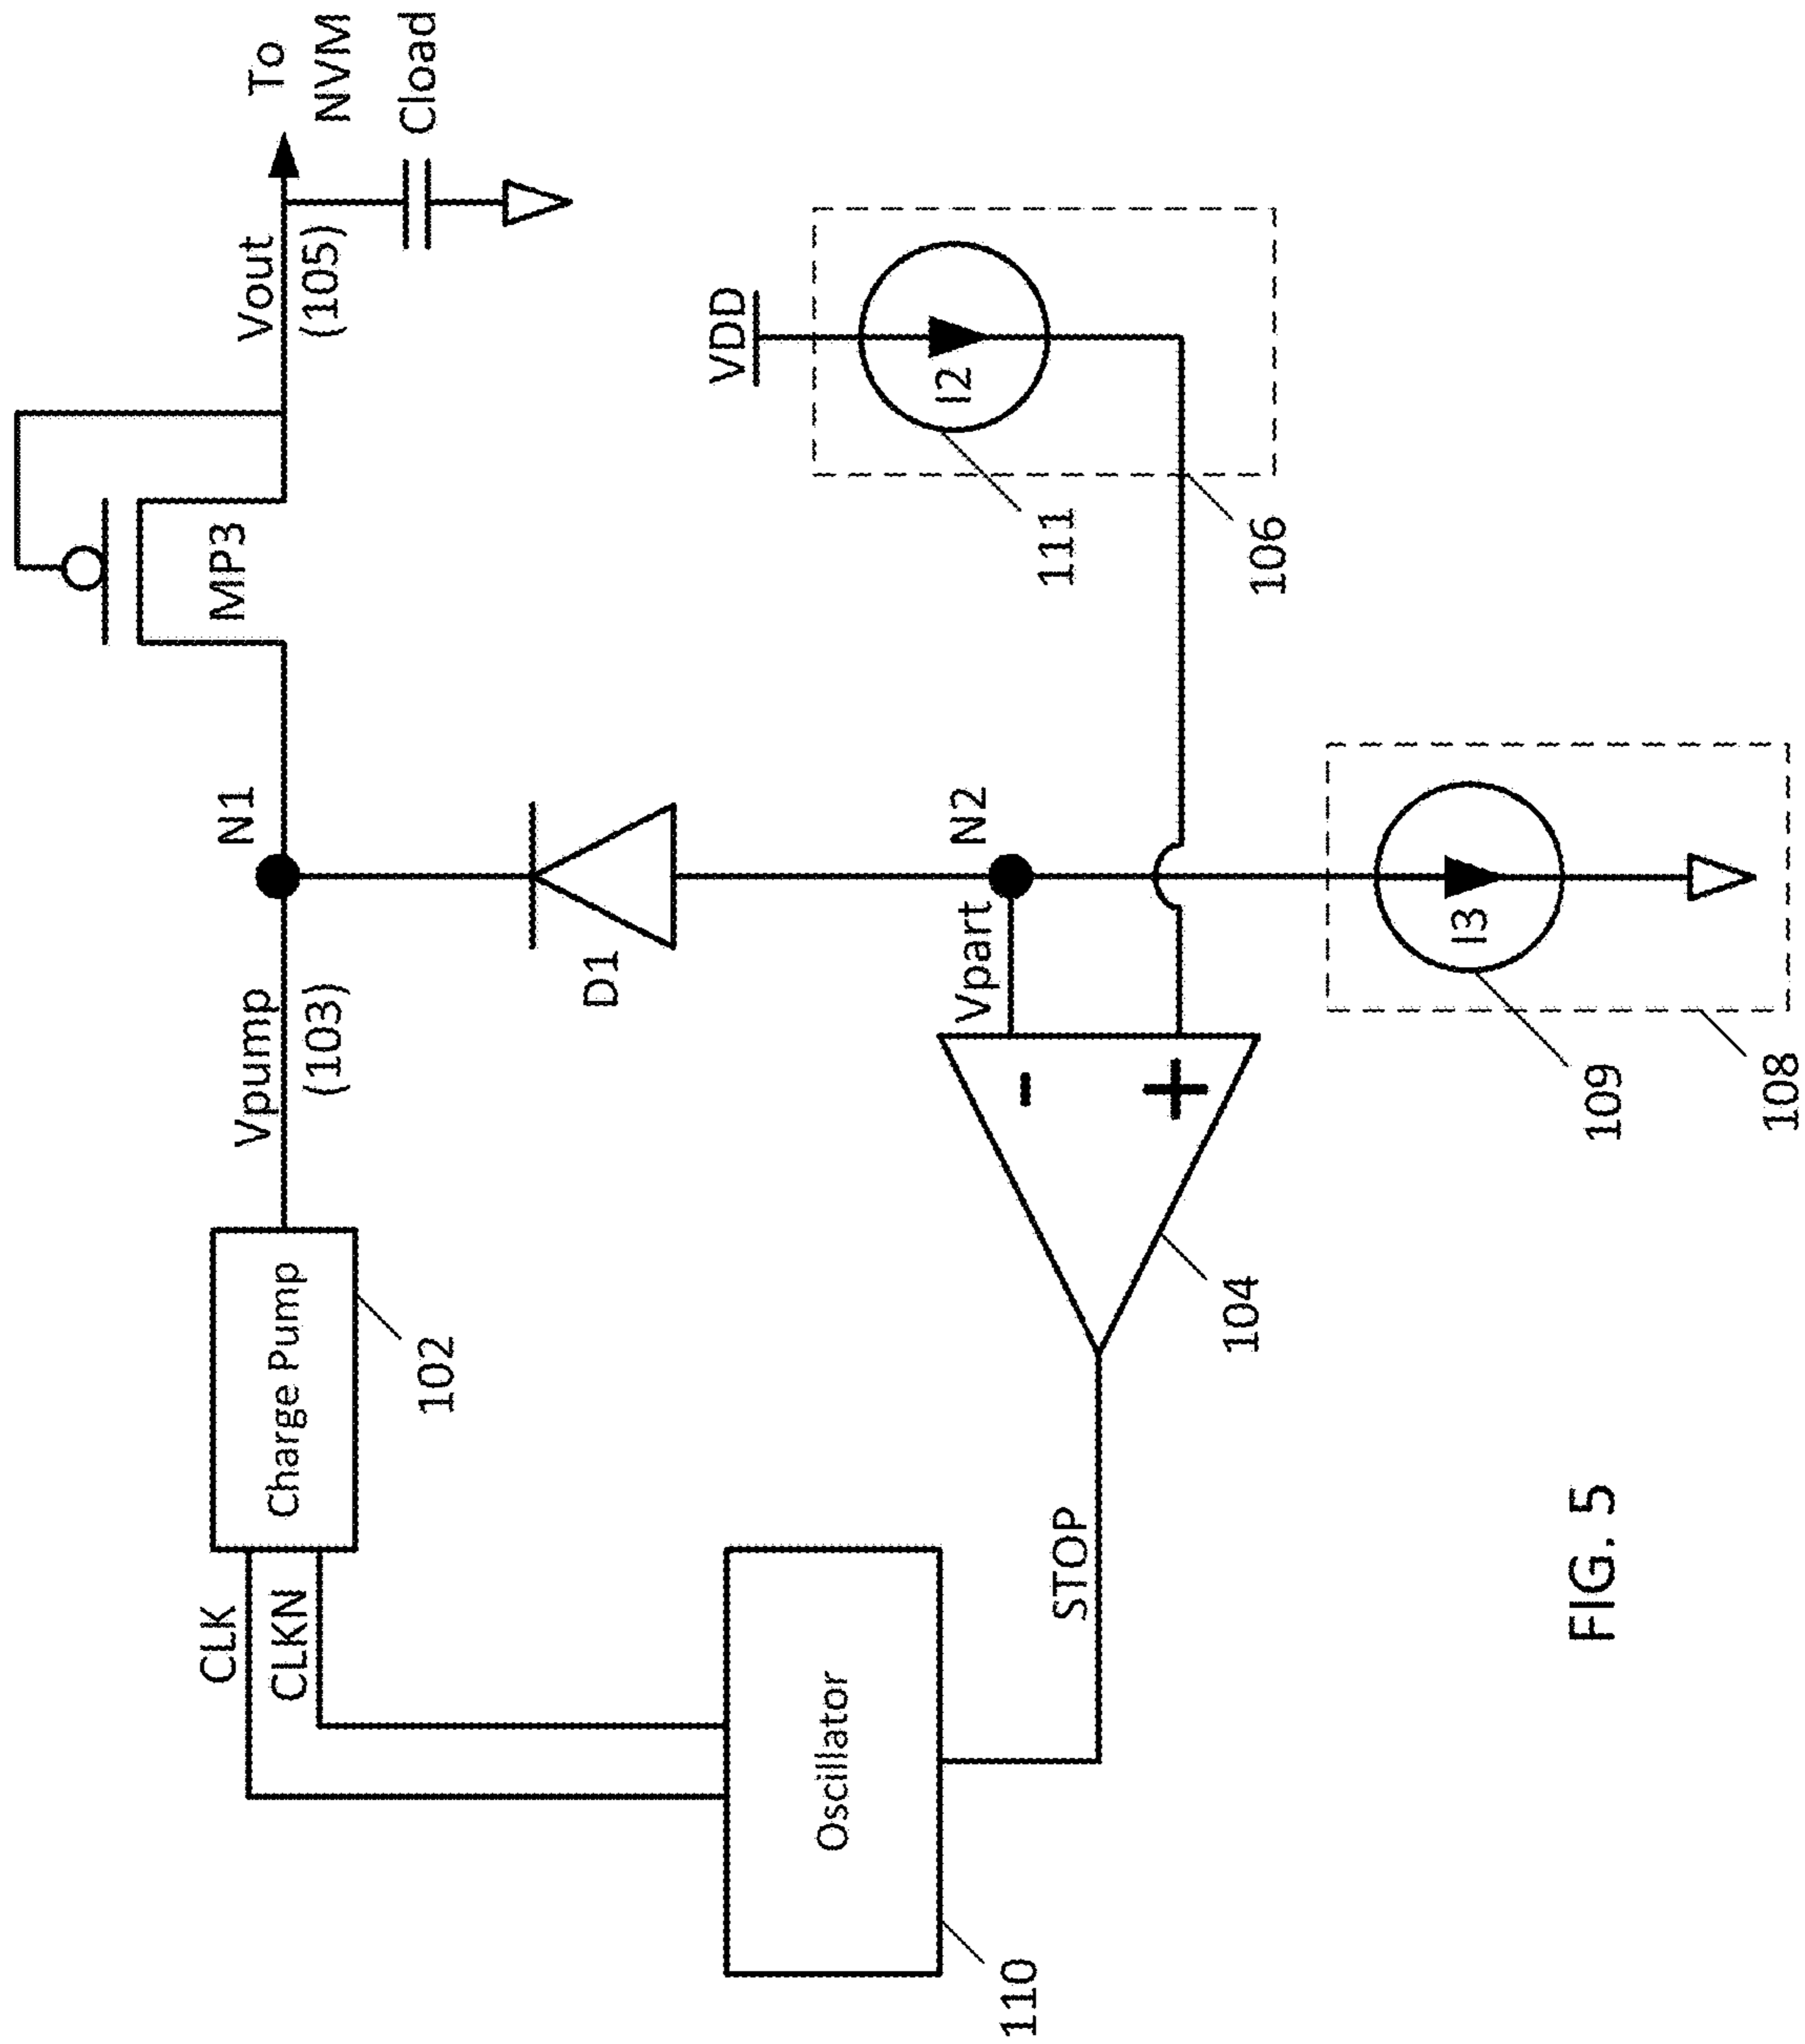 CLK
CLKN
Charge Pump
102
Vpump
(103)
N1
MP3
Vout
(105)
To
NVM
Cload
D1
VDD
I2
111
106
N2
Vpart
-
+
104
I3
109
108
STOP
Oscillator
110
FIG. 5